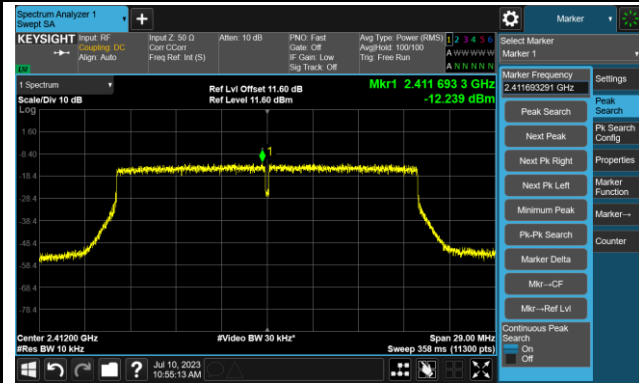 Spectrum Analyzer 1
Swept SA
Marker
KEYSIGHT Input: RF
Coupling: DC
Align: Auto
Input Z: 50 Ω
Corr CCorr
Freq Ref: Int (S)
Atten: 10 dB
PNO: Fast
Gate: Off
IF Gain: Low
Sig Track: Off
Avg Type: Power (RMS)
Avg|Hold: 100/100
Trig: Free Run
1 2 3 4 5 6
A W W W W W
A N N N N N
Select Marker
Marker 1
1 Spectrum
Scale/Div 10 dB
Log
Ref Lvl Offset 11.60 dB
Ref Level 11.60 dBm
Mkr1 2.411 693 3 GHz
-12.239 dBm
1.60
-8.40
-18.4
-28.4
-38.4
-48.4
-58.4
-68.4
-78.4
1
Center 2.41200 GHz
#Res BW 10 kHz
#Video BW 30 kHz*
Span 29.00 MHz
Sweep 358 ms (11300 pts)
Marker Frequency
2.411693291 GHz
Peak Search
Next Peak
Next Pk Right
Next Pk Left
Minimum Peak
Pk-Pk Search
Marker Delta
Mkr→CF
Mkr→Ref Lvl
Continuous Peak
Search
On
Off
Settings
Peak
Search
Pk Search
Config
Properties
Marker
Function
Marker→
Counter
Jul 10, 2023
10:55:13 AM